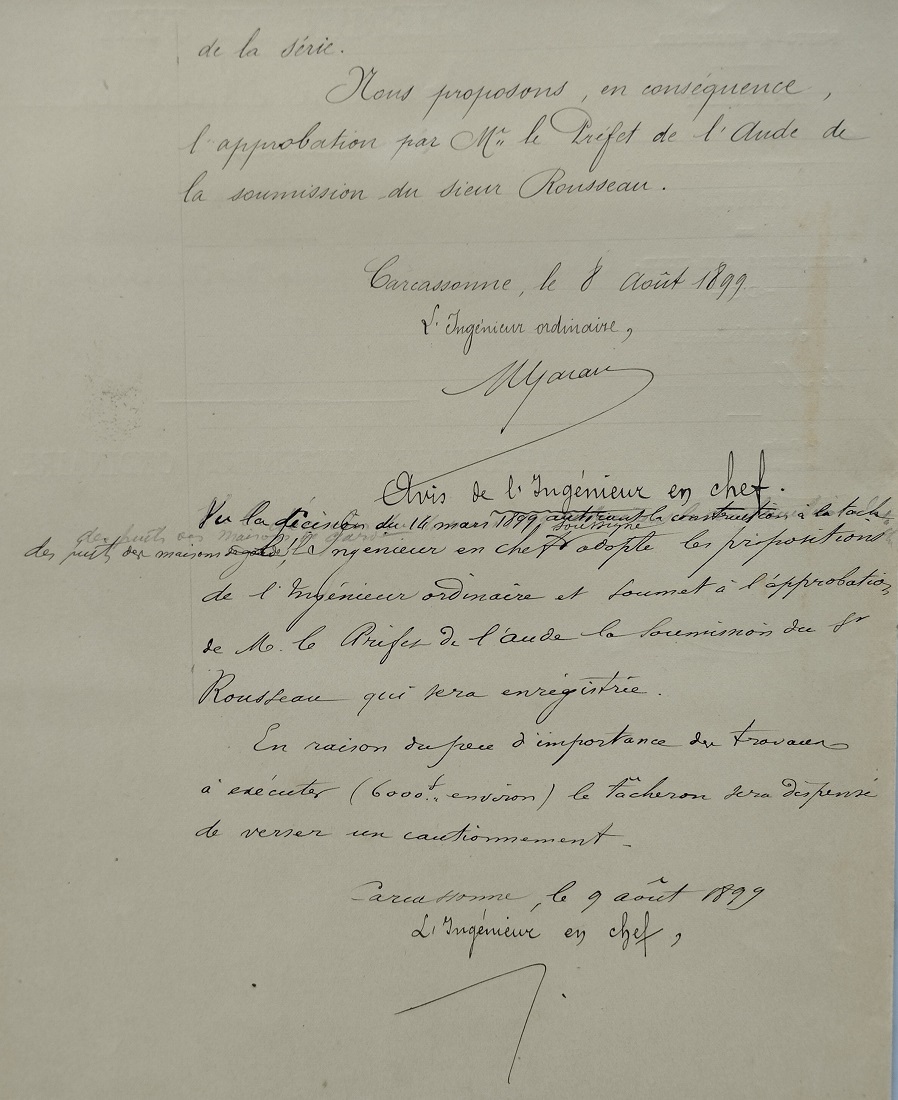 de la série.
Nous proposons, en conséquence,
l'approbation par Mr. le Préfet de l'Aude de
la soumission du sieur Rousseau.
Carcassonne, le 8 Août 1899
L'Ingénieur ordinaire,
Avis de l'Ingénieur en chef.
Vu la décision du 14 mars 1899 autorisant la construction à la tâche
des puits des maisons de garde, l'Ingénieur en chef soussigné adopte les propositions
de l'Ingénieur ordinaire et soumet à l'approbation
de M. le Préfet de l'aude la soumission du Sr
Rousseau qui sera enregistrée.
En raison du peu d'importance des travaux
à exécuter (6000f. environ) le tâcheron sera dispensé
de verser un cautionnement.
Carcassonne, le 9 août 1899
L'Ingénieur en chef,